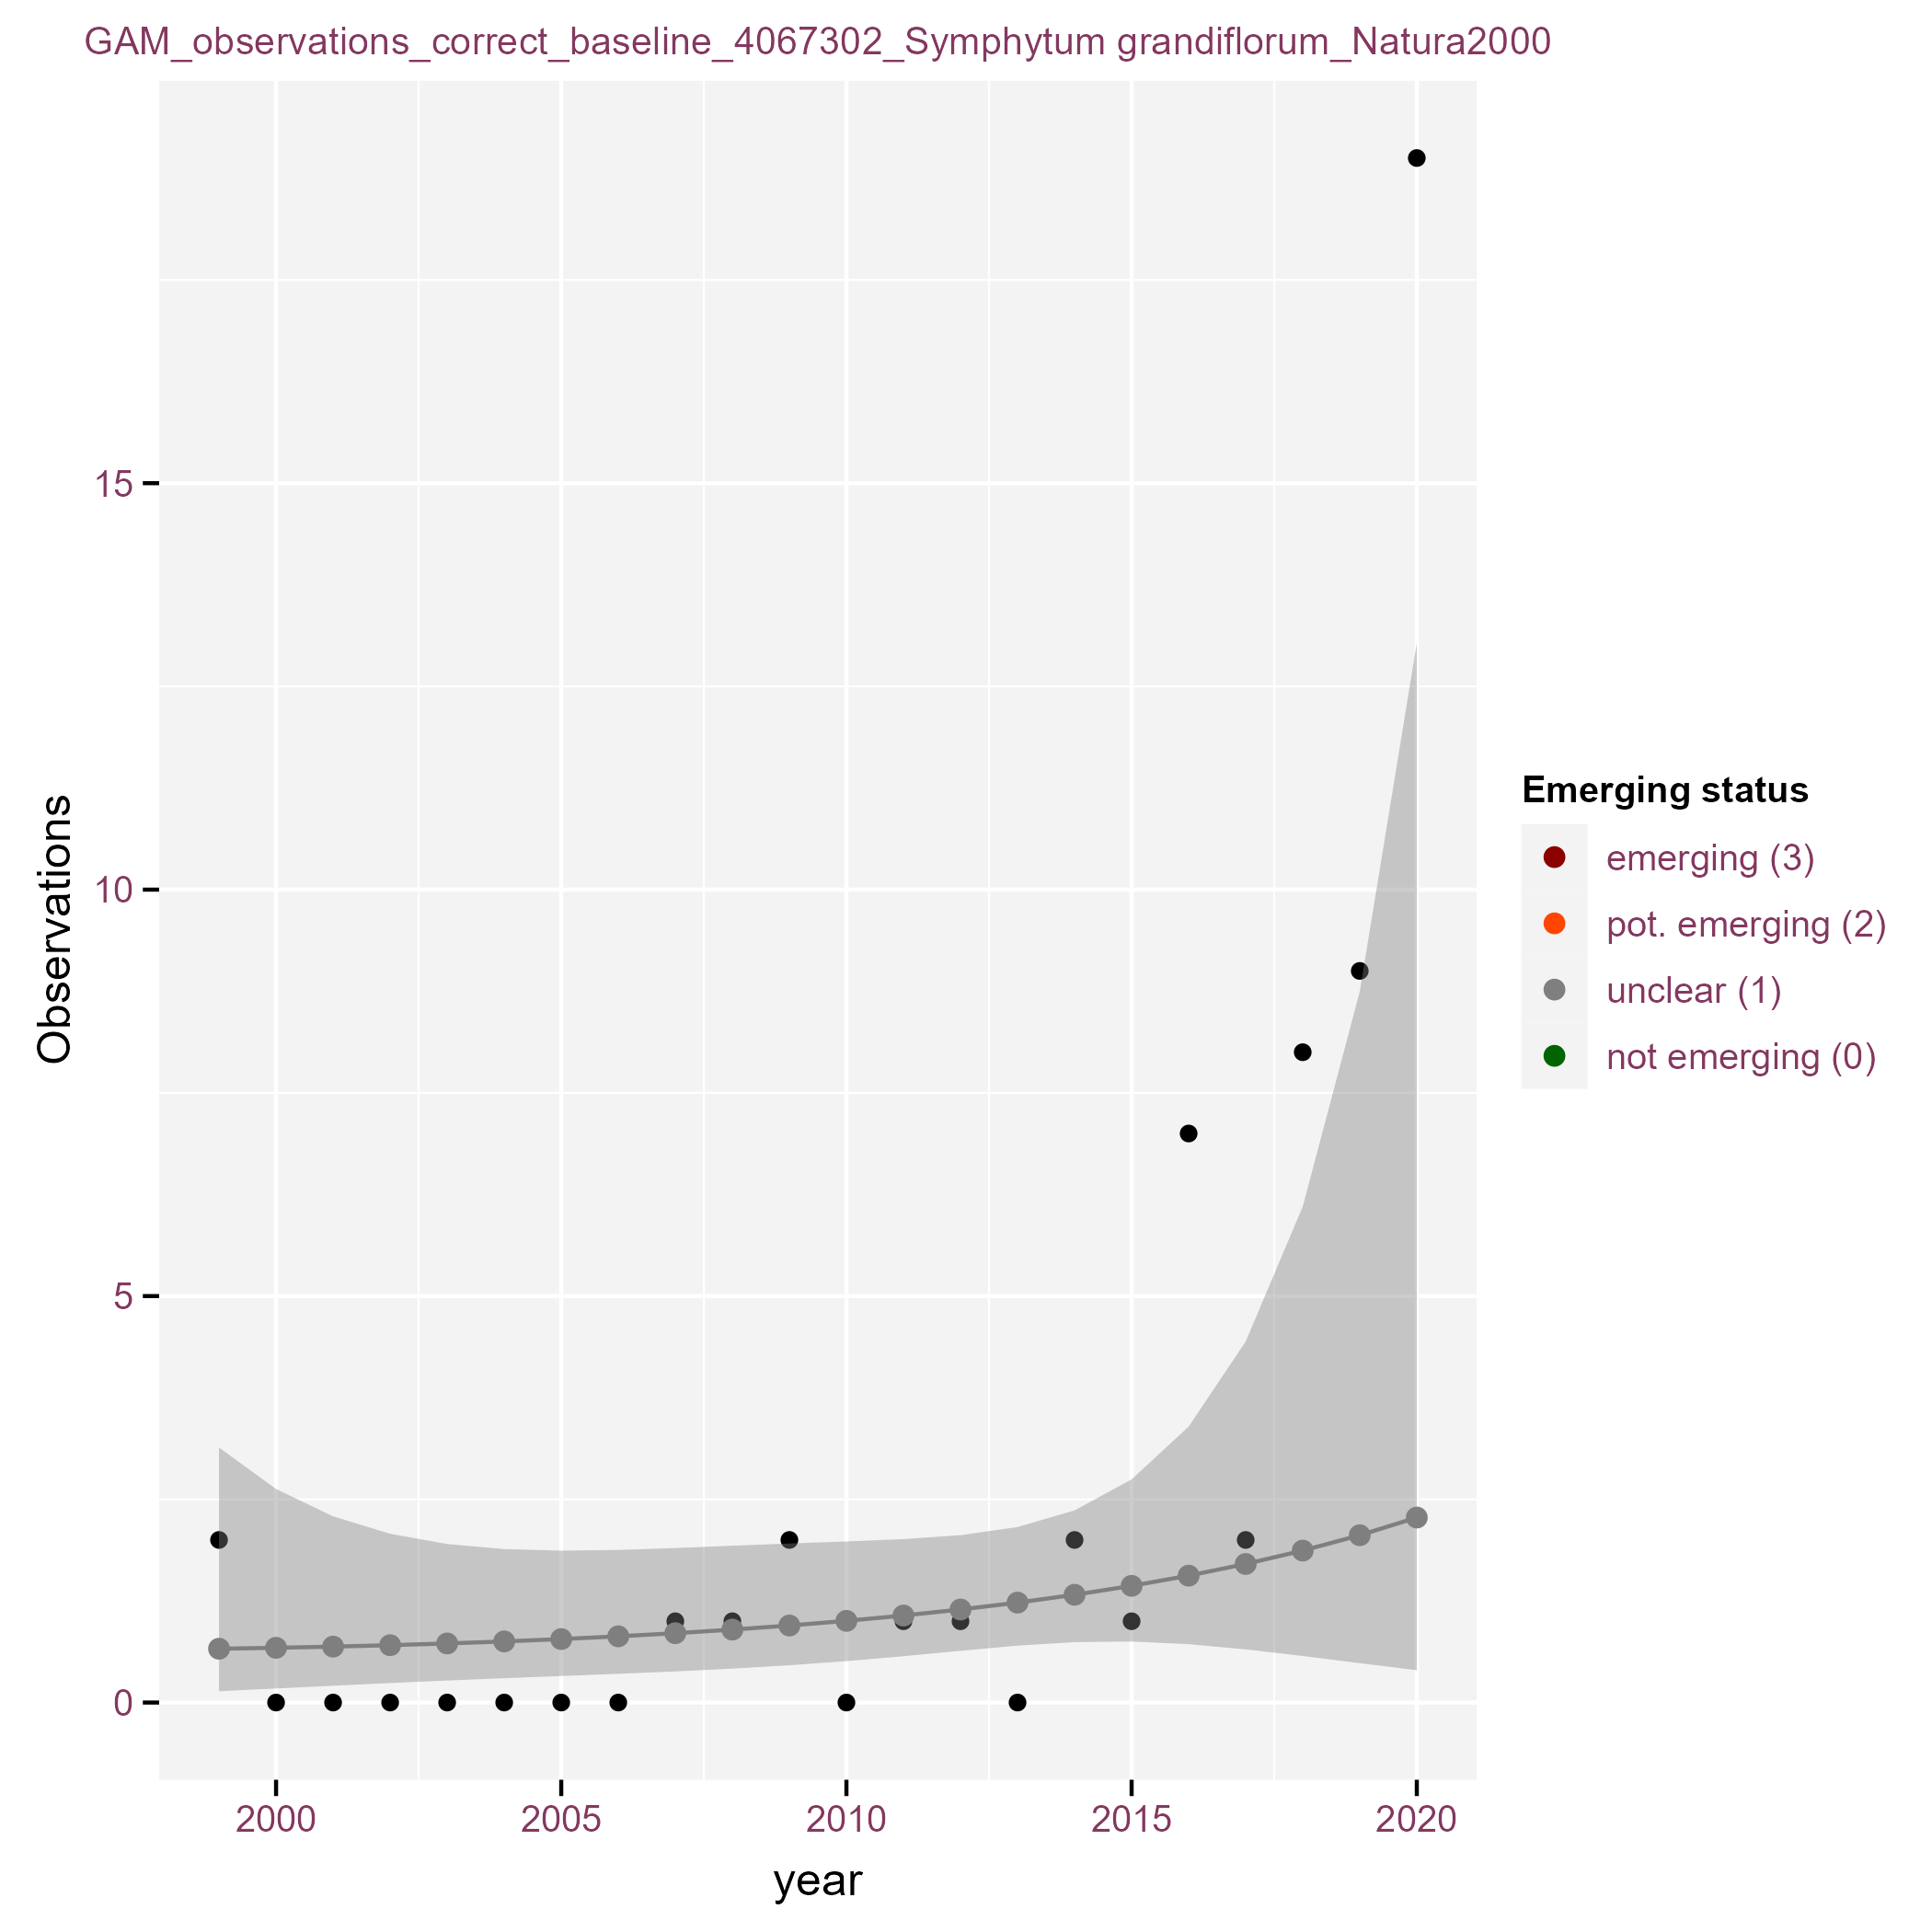 GAM_observations_correct_baseline_4067302_Symphytum grandiflorum_Natura2000
Observations
15
10
5
0
2000 2005 2010 2015 2020
year
Emerging status
emerging (3)
pot. emerging (2)
unclear (1)
not emerging (0)